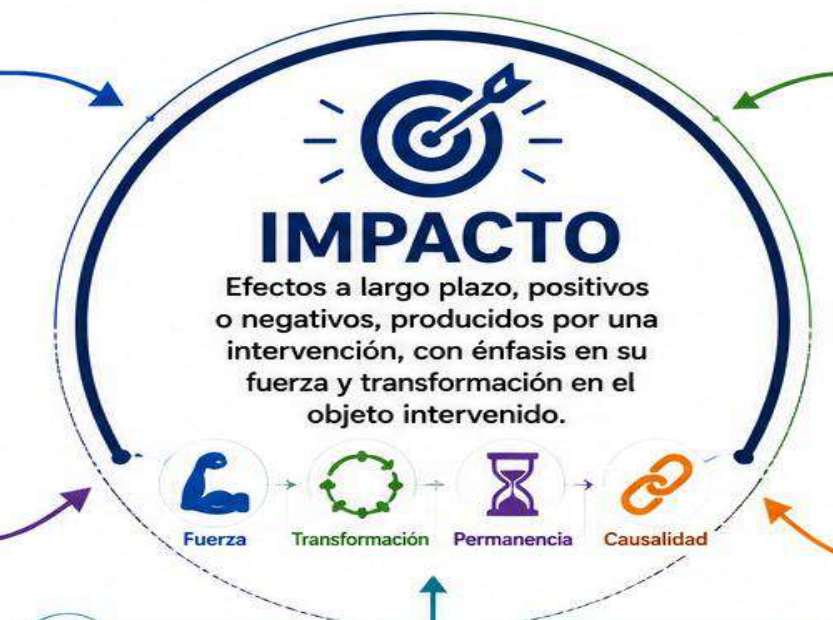 IMPACTO
Efectos a largo plazo, positivos
o negativos, producidos por una
intervención, con énfasis en su
fuerza y transformación en el
objeto intervenido.
Fuerza
Transformación
Permanencia
Causalidad